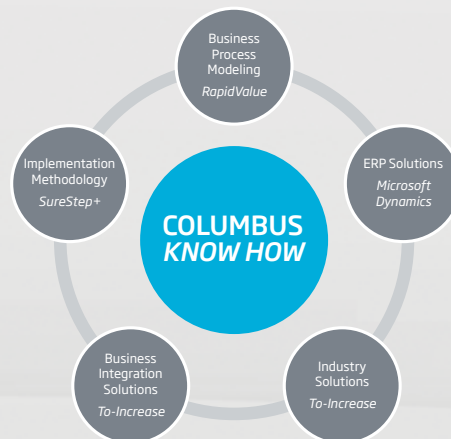 Business
Process
Modeling
RapidValue
Implementation
Methodology
SureStep+
ERP Solutions
Microsoft
Dynamics
COLUMBUS
KNOW HOW
Business
Integration
Solutions
To-Increase
Industry
Solutions
To-Increase